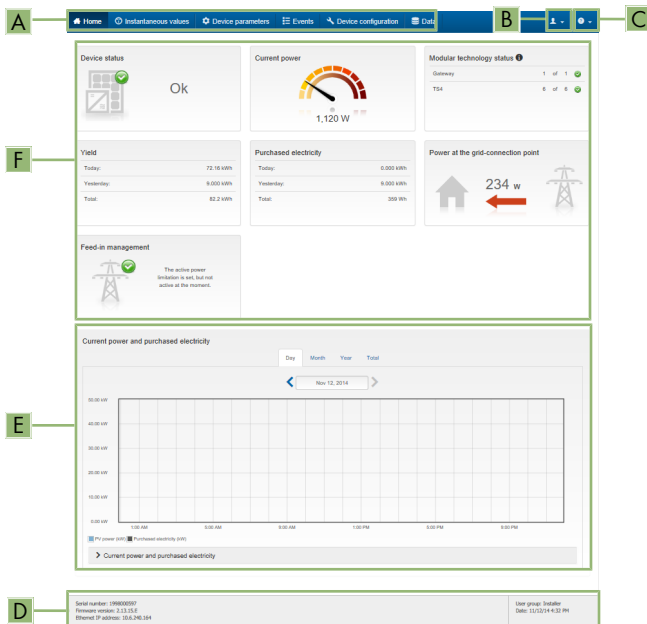 A
Home Instantaneous values Device parameters Events Device configuration Data
B
C
F
Device status
Ok
Current power
1,120 W
Modular technology status
Gateway 1 of 1
TS4 6 of 6
Yield
Today: 72.16 kWh
Yesterday: 9.000 kWh
Total: 82.2 kWh
Purchased electricity
Today: 0.000 kWh
Yesterday: 9.000 kWh
Total: 359 Wh
Power at the grid-connection point
234 w
Feed-in management
The active power
limitation is set, but not
active at the moment.
E
Current power and purchased electricity
Day Month Year Total
Nov 12, 2014
50.00 kW
40.00 kW
30.00 kW
20.00 kW
10.00 kW
0.00 kW
1:00 AM 5:00 AM 9:00 AM 1:00 PM 5:00 PM 9:00 PM
PV power (kW) Purchased electricity (kW)
Current power and purchased electricity
D
Serial number: 1998000597
Firmware version: 2.13.15.E
Ethernet IP address: 10.6.240.164
User group: Installer
Date: 11/12/14 4:32 PM